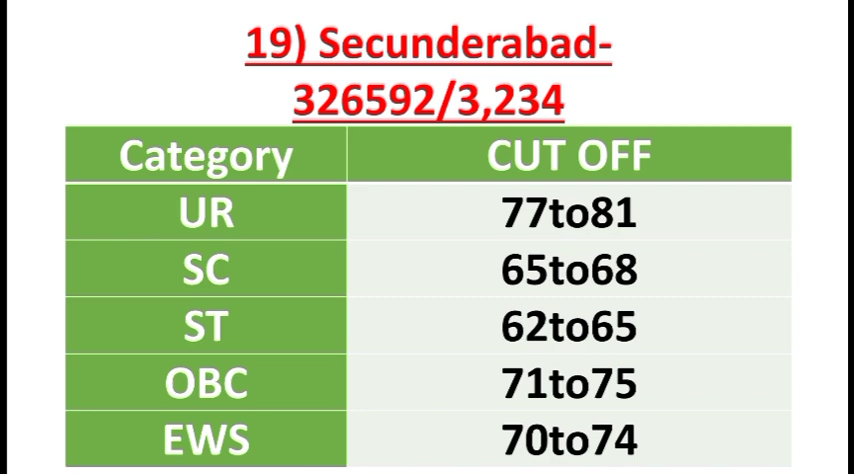 19) Secunderabad-
326592/3,234
Category CUT OFF
UR 77to81
SC 65to68
ST 62to65
OBC 71to75
EWS 70to74